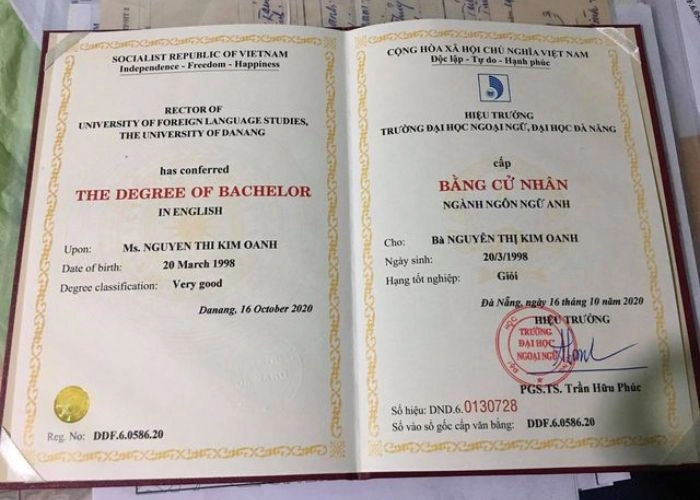 SOCIALIST REPUBLIC OF VIETNAM
Independence - Freedom - Happiness
RECTOR OF
UNIVERSITY OF FOREIGN LANGUAGE STUDIES,
THE UNIVERSITY OF DANANG
has conferred
THE DEGREE OF BACHELOR
IN ENGLISH
Upon: Ms. NGUYEN THI KIM OANH
Date of birth: 20 March 1998
Degree classification: Very good
Danang, 16 October 2020
Reg. No: DDF.6.0586.20
CỘNG HÒA XÃ HỘI CHỦ NGHĨA VIỆT NAM
Độc lập - Tự do - Hạnh phúc
HIỆU TRƯỞNG
TRƯỜNG ĐẠI HỌC NGOẠI NGỮ, ĐẠI HỌC ĐÀ NẴNG
cấp
BẰNG CỬ NHÂN
NGÀNH NGÔN NGỮ ANH
Cho: Bà NGUYỄN THỊ KIM OANH
Ngày sinh: 20/3/1998
Hạng tốt nghiệp: Giỏi
Đà Nẵng, ngày 16 tháng 10 năm 2020
HIỆU TRƯỞNG
TRƯỜNG
ĐẠI HỌC
NGOẠI NGỮ
PGS.TS. Trần Hữu Phúc
Số hiệu: DND.6.0130728
Số vào sổ gốc cấp văn bằng: DDF.6.0586.20